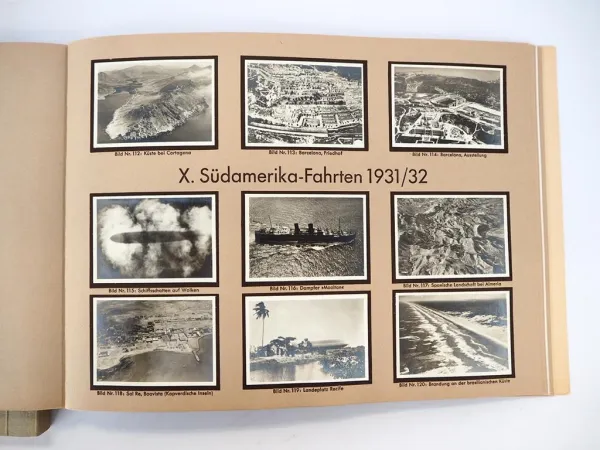 Bild Nr. 112: Küste bei Cartagena
Bild Nr. 113: Barcelona, Friedhof
Bild Nr. 114: Barcelona, Ausstellung
X. Südamerika-Fahrten 1931/32
Bild Nr. 115: Schiffsschatten auf Wolken
Bild Nr. 116: Dampfer »Mooltan«
Bild Nr. 117: Spanische Landschaft bei Almeria
Bild Nr. 118: Sal Rei, Boavista (Kapverdische Inseln)
Bild Nr. 119: Landeplatz Recife
Bild Nr. 120: Brandung an der brasilianischen Küste